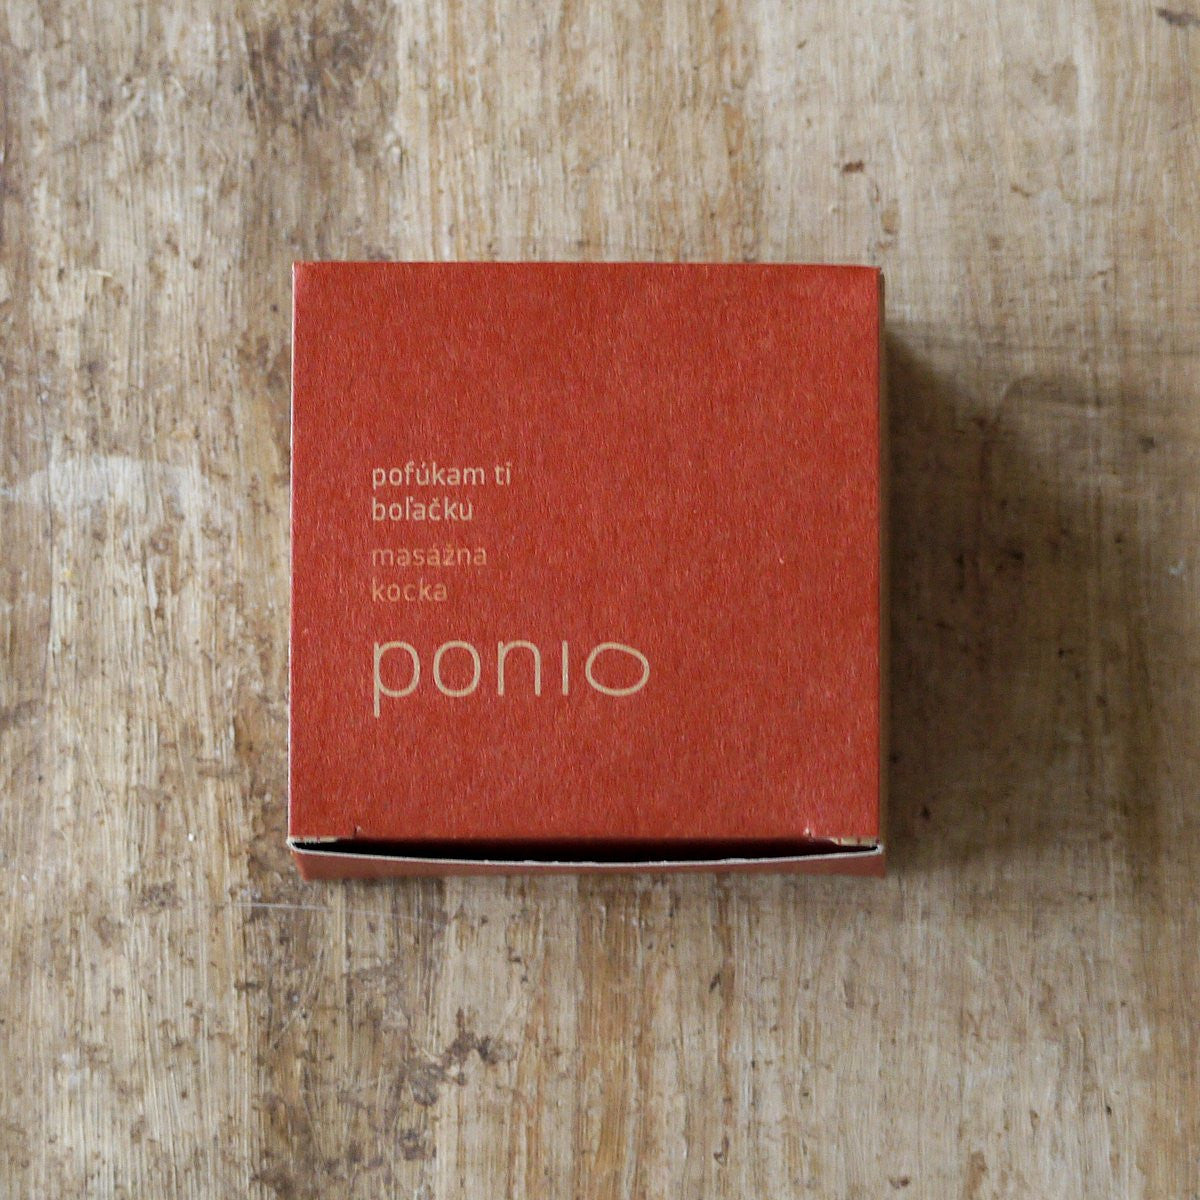 pofúkam ti
boľačku
masážna
kocka
ponio